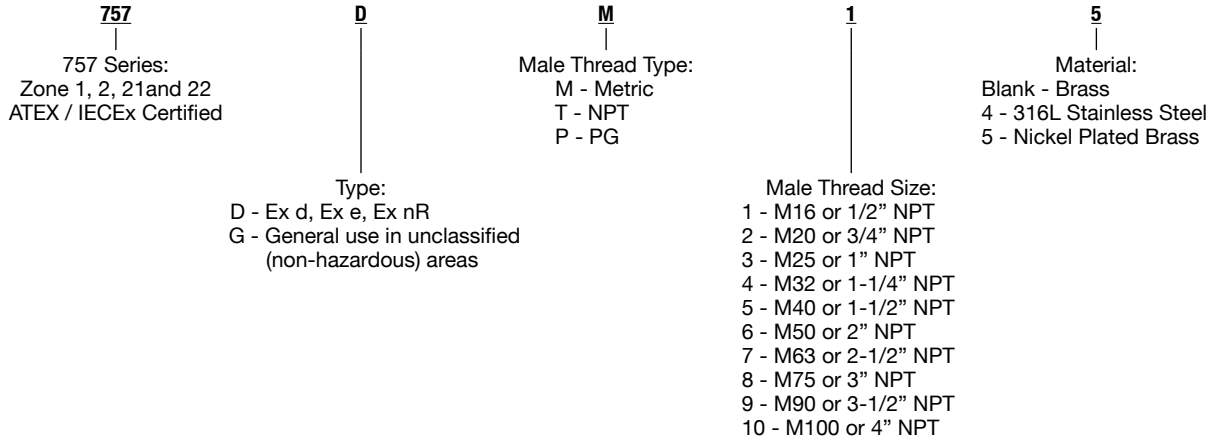 757 D M 1 5
757 Series:
Zone 1, 2, 21and 22
ATEX / IECEx Certified
Type:
D - Ex d, Ex e, Ex nR
G - General use in unclassified
(non-hazardous) areas
Male Thread Type:
M - Metric
T - NPT
P - PG
Male Thread Size:
1 - M16 or 1/2” NPT
2 - M20 or 3/4” NPT
3 - M25 or 1” NPT
4 - M32 or 1-1/4” NPT
5 - M40 or 1-1/2” NPT
6 - M50 or 2” NPT
7 - M63 or 2-1/2” NPT
8 - M75 or 3” NPT
9 - M90 or 3-1/2” NPT
10 - M100 or 4” NPT
Material:
Blank - Brass
4 - 316L Stainless Steel
5 - Nickel Plated Brass